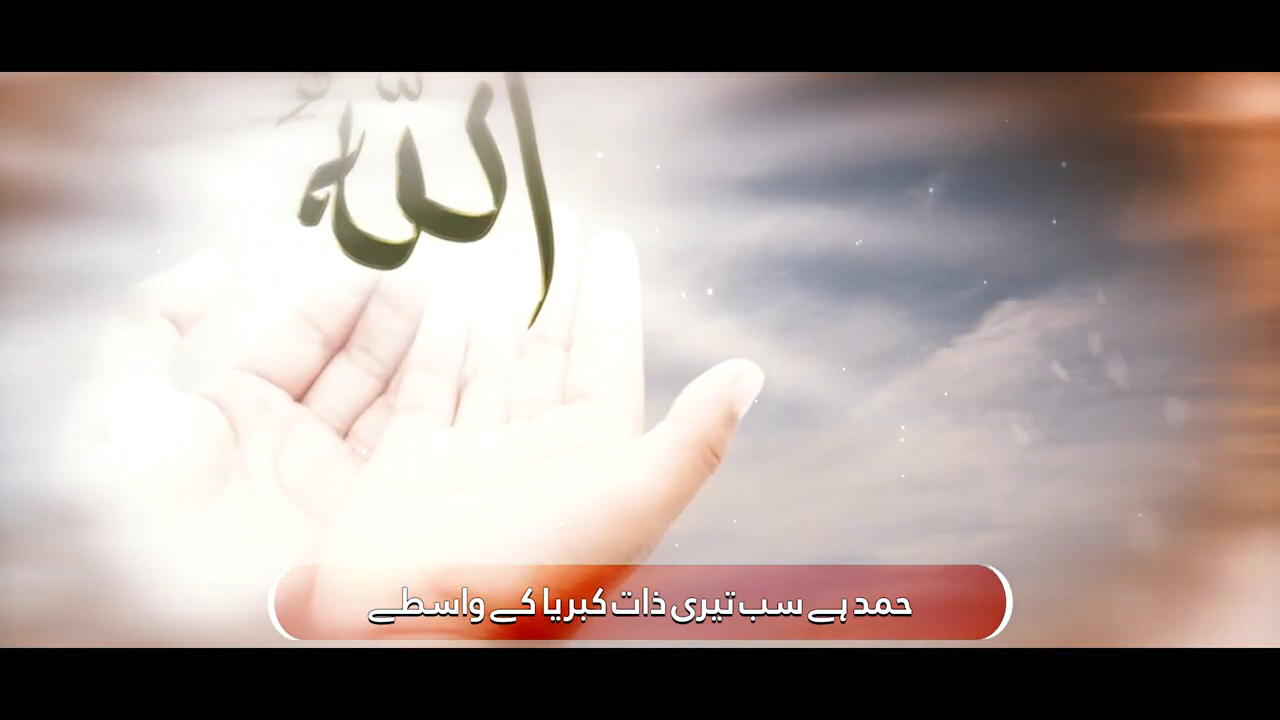 اللهُ
حمد ہے سب تیری ذات کبریا کے واسطے